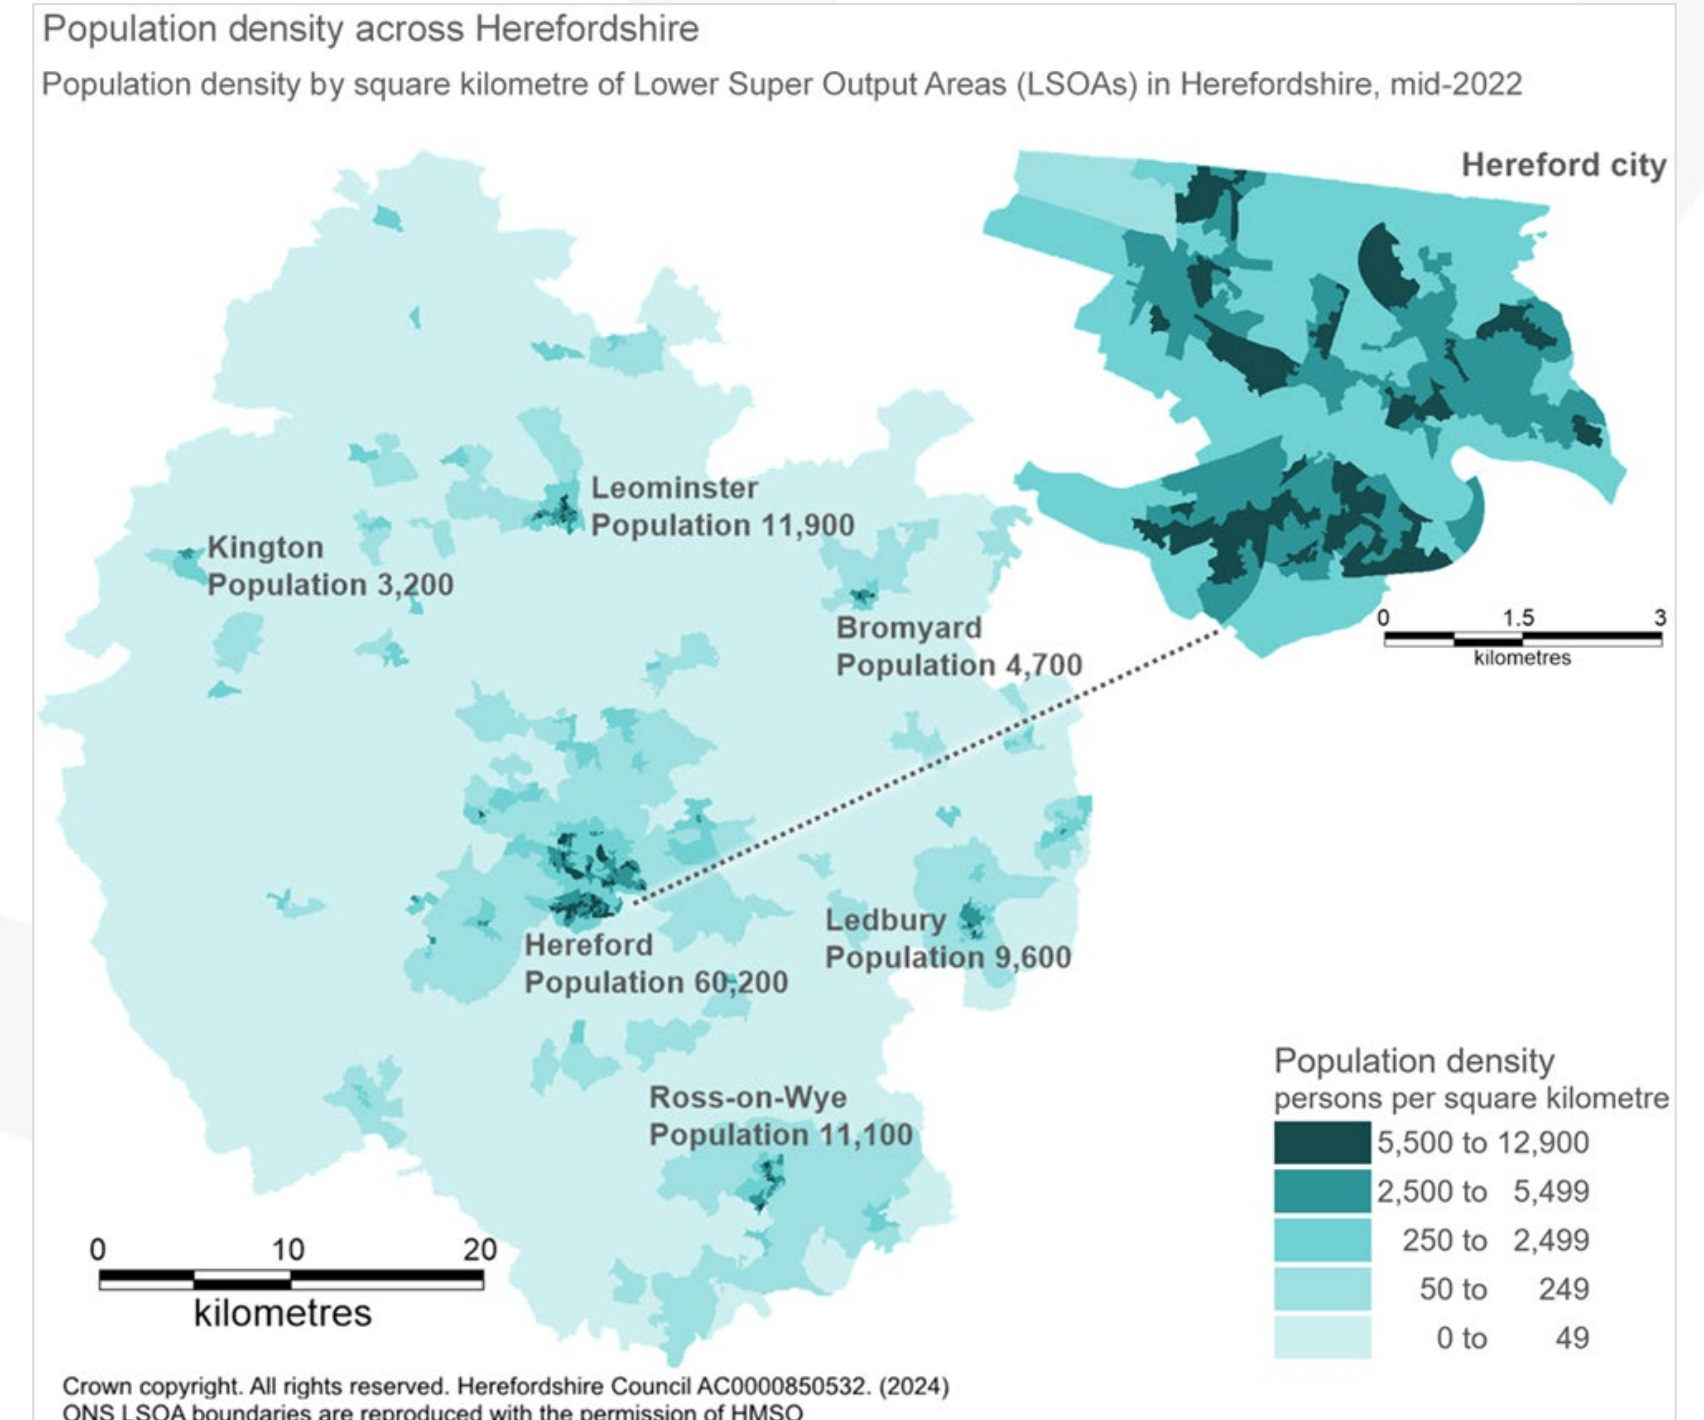 Population density across Herefordshire
Population density by square kilometre of Lower Super Output Areas (LSOAs) in Herefordshire, mid-2022
Hereford city
Leominster
Population 11,900
Kington
Population 3,200
Bromyard
Population 4,700
0 1.5 3
kilometres
Ledbury
Population 9,600
Hereford
Population 60,200
Ross-on-Wye
Population 11,100
Population density
persons per square kilometre
5,500 to 12,900
2,500 to 5,499
250 to 2,499
50 to 249
0 to 49
0 10 20
kilometres
Crown copyright. All rights reserved. Herefordshire Council AC0000850532. (2024)
ONS LSOA boundaries are reproduced with the permission of HMSO